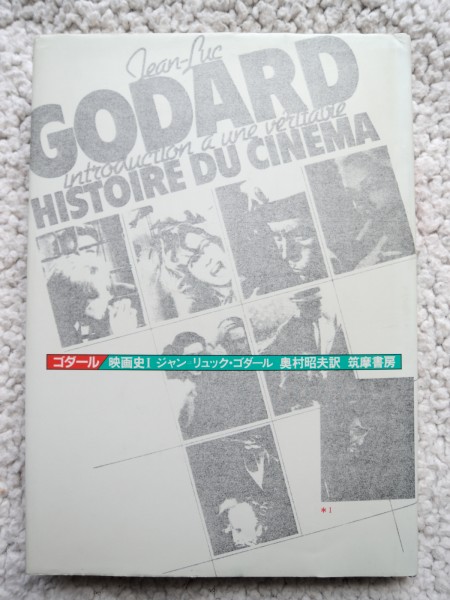 Jean-Luc
GODARD
introduction à une véritable
HISTOIRE DU CINEMA
ゴダール 映画史I ジャン リュック・ゴダール 奥村昭夫訳 筑摩書房
*I